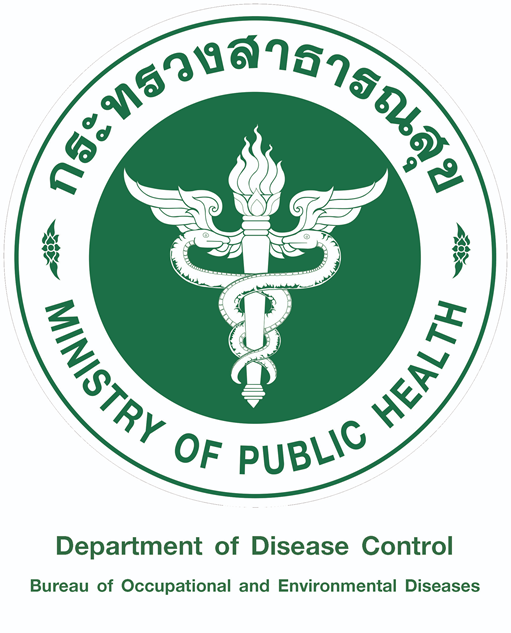 กระทรวงสาธารณสุข
MINISTRY OF PUBLIC HEALTH
Department of Disease Control
Bureau of Occupational and Environmental Diseases